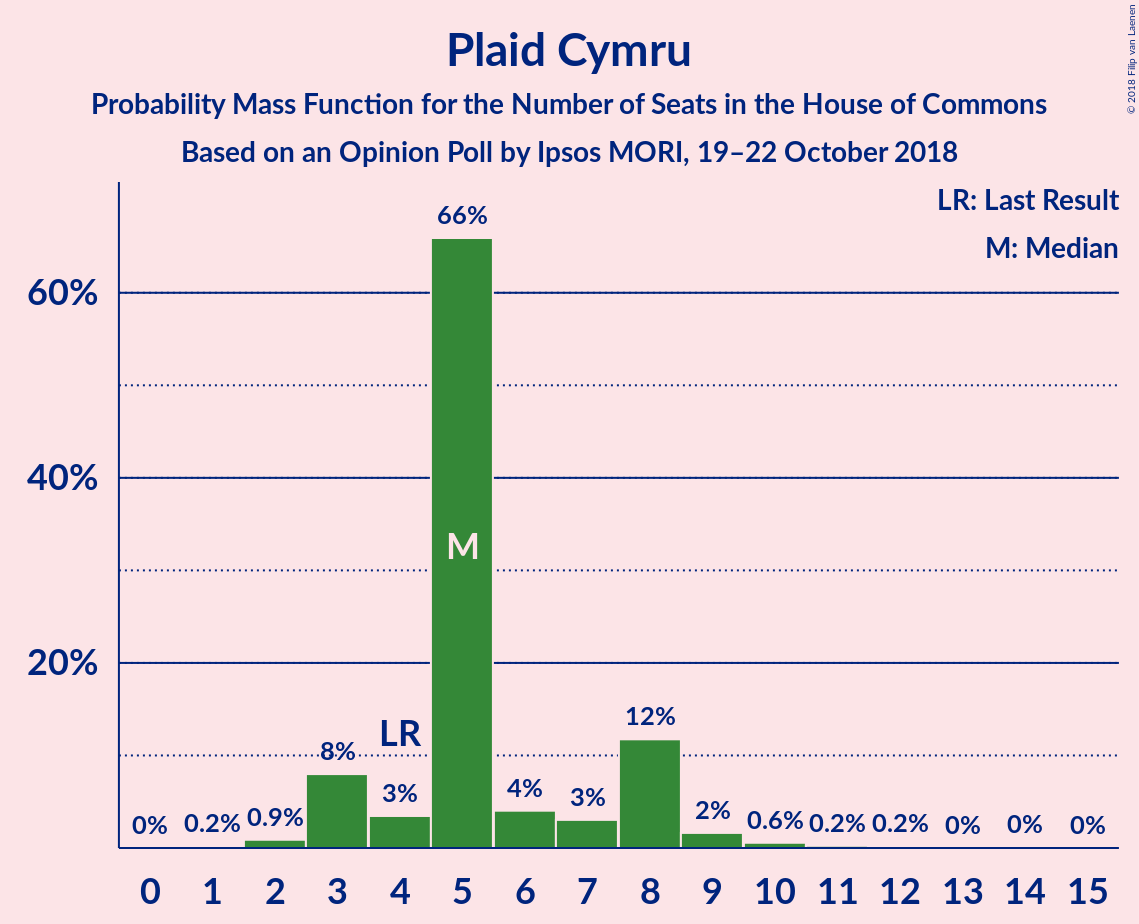 Plaid Cymru
Probability Mass Function for the Number of Seats in the House of Commons
Based on an Opinion Poll by Ipsos MORI, 19–22 October 2018
© 2018 Filip van Laenen
LR: Last Result
M: Median
60%
40%
20%
0%
0.2%
0.9%
8%
LR
3%
66%
M
4%
3%
12%
2%
0.6%
0.2%
0.2%
0%
0%
0%
0 1 2 3 4 5 6 7 8 9 10 11 12 13 14 15